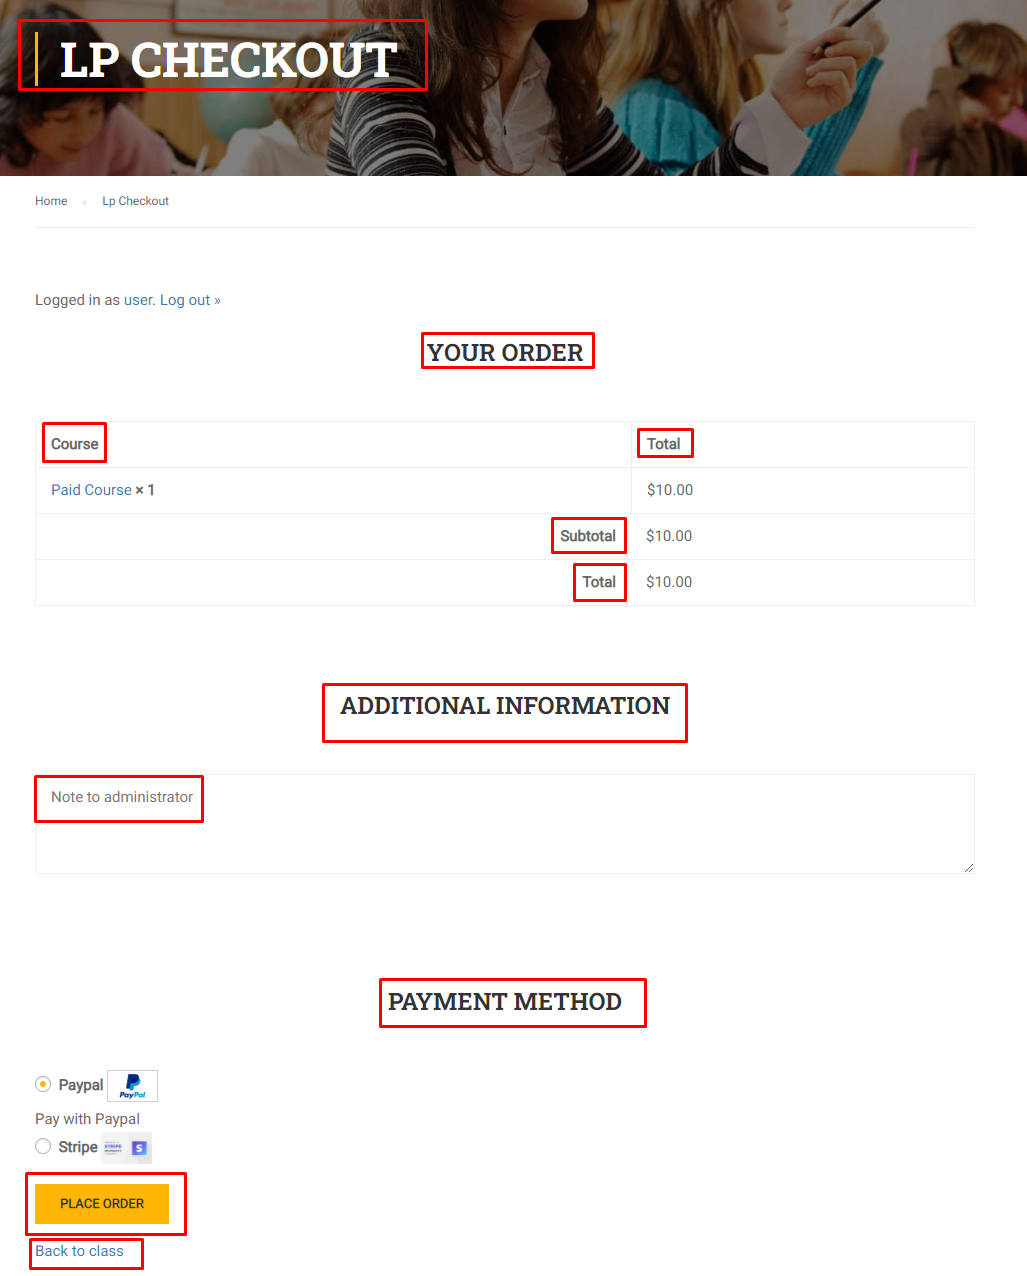 LP CHECKOUT
Home Lp Checkout
Logged in as user. Log out »
YOUR ORDER
Course Total
Paid Course × 1 $10.00
Subtotal $10.00
Total $10.00
ADDITIONAL INFORMATION
Note to administrator
PAYMENT METHOD
Paypal PayPal
Pay with Paypal
Stripe STRIPE S
PLACE ORDER
Back to class